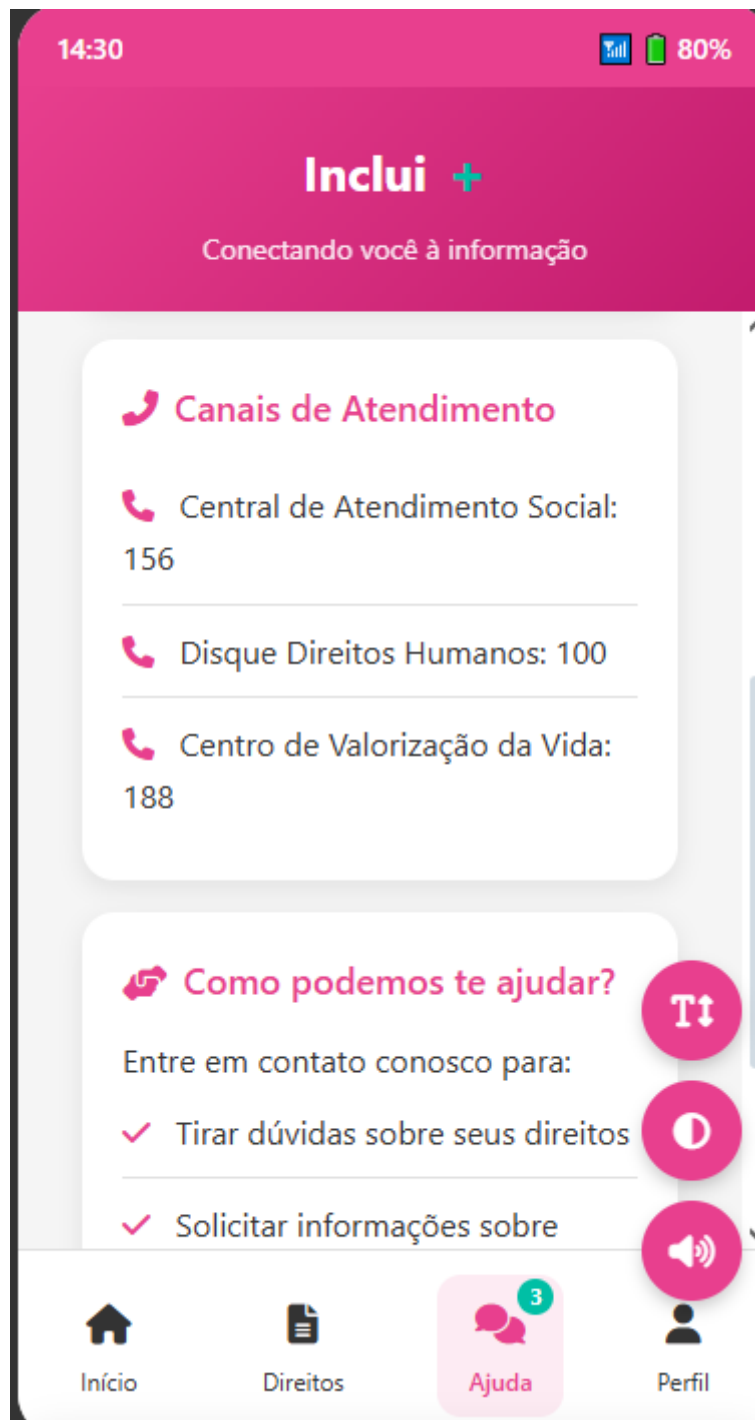 14:30 80%
Inclui +
Conectando você à informação
Canais de Atendimento
Central de Atendimento Social:
156
Disque Direitos Humanos: 100
Centro de Valorização da Vida:
188
Como podemos te ajudar?
Entre em contato conosco para:
Tirar dúvidas sobre seus direitos
Solicitar informações sobre
3
Início Direitos Ajuda Perfil